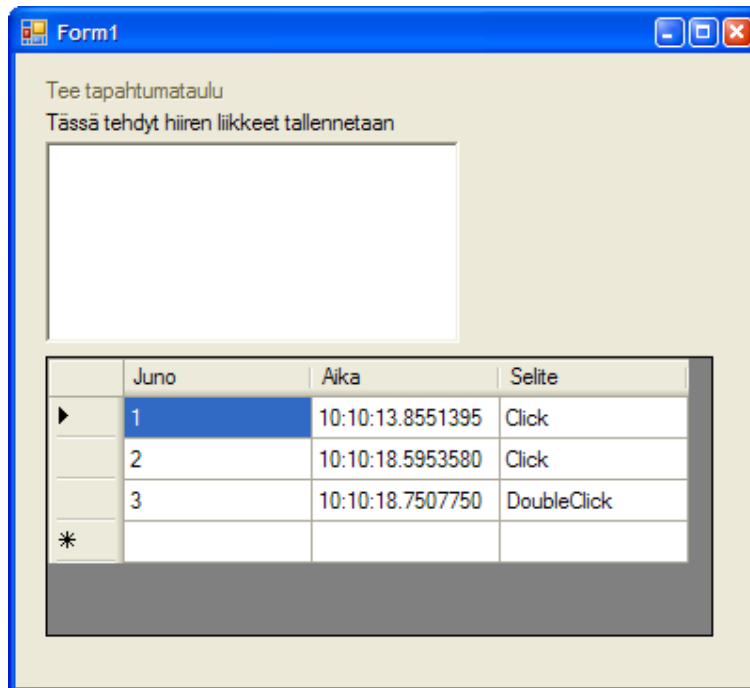 Form1
Tee tapahtumataulu
Tässä tehdyt hiiren liikkeet tallennetaan
Juno Aika Selite
1 10:10:13.8551395 Click
2 10:10:18.5953580 Click
3 10:10:18.7507750 DoubleClick